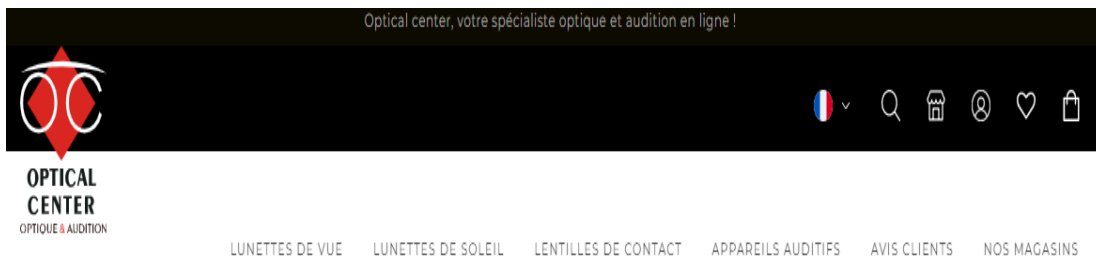 Optical center, votre spécialiste optique et audition en ligne !
OC
OPTICAL
CENTER
OPTIQUE & AUDITION
LUNETTES DE VUE LUNETTES DE SOLEIL LENTILLES DE CONTACT APPAREILS AUDITIFS AVIS CLIENTS NOS MAGASINS